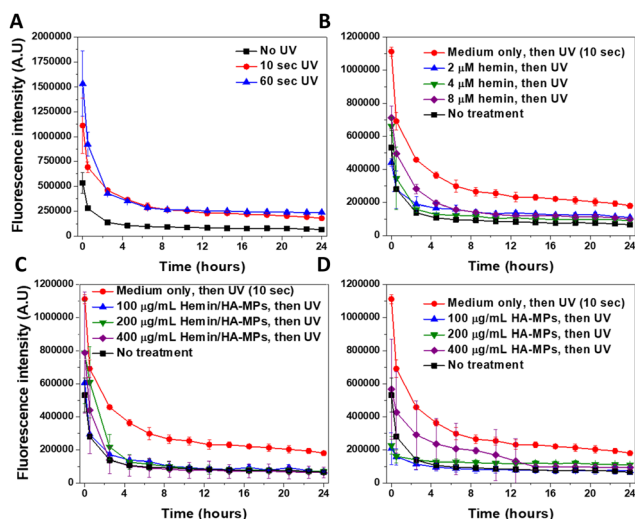 A
Fluorescence intensity (A.U)
2000000
1750000
1500000
1250000
1000000
750000
500000
250000
0
No UV
10 sec UV
60 sec UV
0 4 8 12 16 20 24
Time (hours)
B
1200000
1000000
800000
600000
400000
200000
0
Medium only, then UV (10 sec)
2 μM hemin, then UV
4 μM hemin, then UV
8 μM hemin, then UV
No treatment
0 4 8 12 16 20 24
Time (hours)
C
Fluorescence intensity (A.U)
1200000
1000000
800000
600000
400000
200000
0
Medium only, then UV (10 sec)
100 μg/mL Hemin/HA-MPs, then UV
200 μg/mL Hemin/HA-MPs, then UV
400 μg/mL Hemin/HA-MPs, then UV
No treatment
0 4 8 12 16 20 24
Time (hours)
D
1200000
1000000
800000
600000
400000
200000
0
Medium only, then UV (10 sec)
100 μg/mL HA-MPs, then UV
200 μg/mL HA-MPs, then UV
400 μg/mL HA-MPs, then UV
No treatment
0 4 8 12 16 20 24
Time (hours)